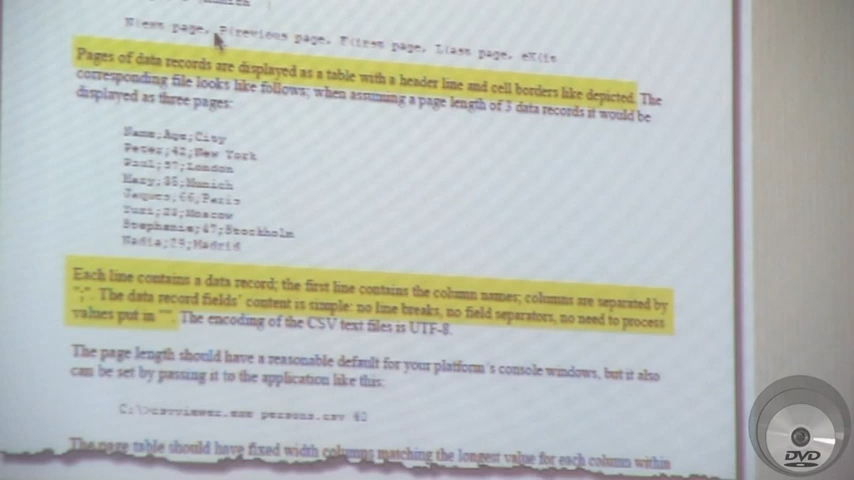 N(ext page, P(revious page, F(irst page, L(ast page, eX(it
Pages of data records are displayed as a table with a header line and cell borders like depicted. The
corresponding file looks like follows; when assuming a page length of 3 data records it would be
displayed as three pages:
Name;Age;City
Peter;42;New York
Paul;57;London
Mary;35;Munich
Jaques;66;Paris
Yuri;23;Moscow
Stephanie;47;Stockholm
Nadia;29;Madrid
Each line contains a data record; the first line contains the column names; columns are separated by
";". The data record fields' content is simple: no line breaks, no field separators, no need to process
values put in "". The encoding of the CSV text files is UTF-8.
The page length should have a reasonable default for your platform's console windows, but it also
can be set by passing it to the application like this:
C:\>csvviewer.exe persons.csv 40
The page table should have fixed width columns matching the longest value for each column within
DVD